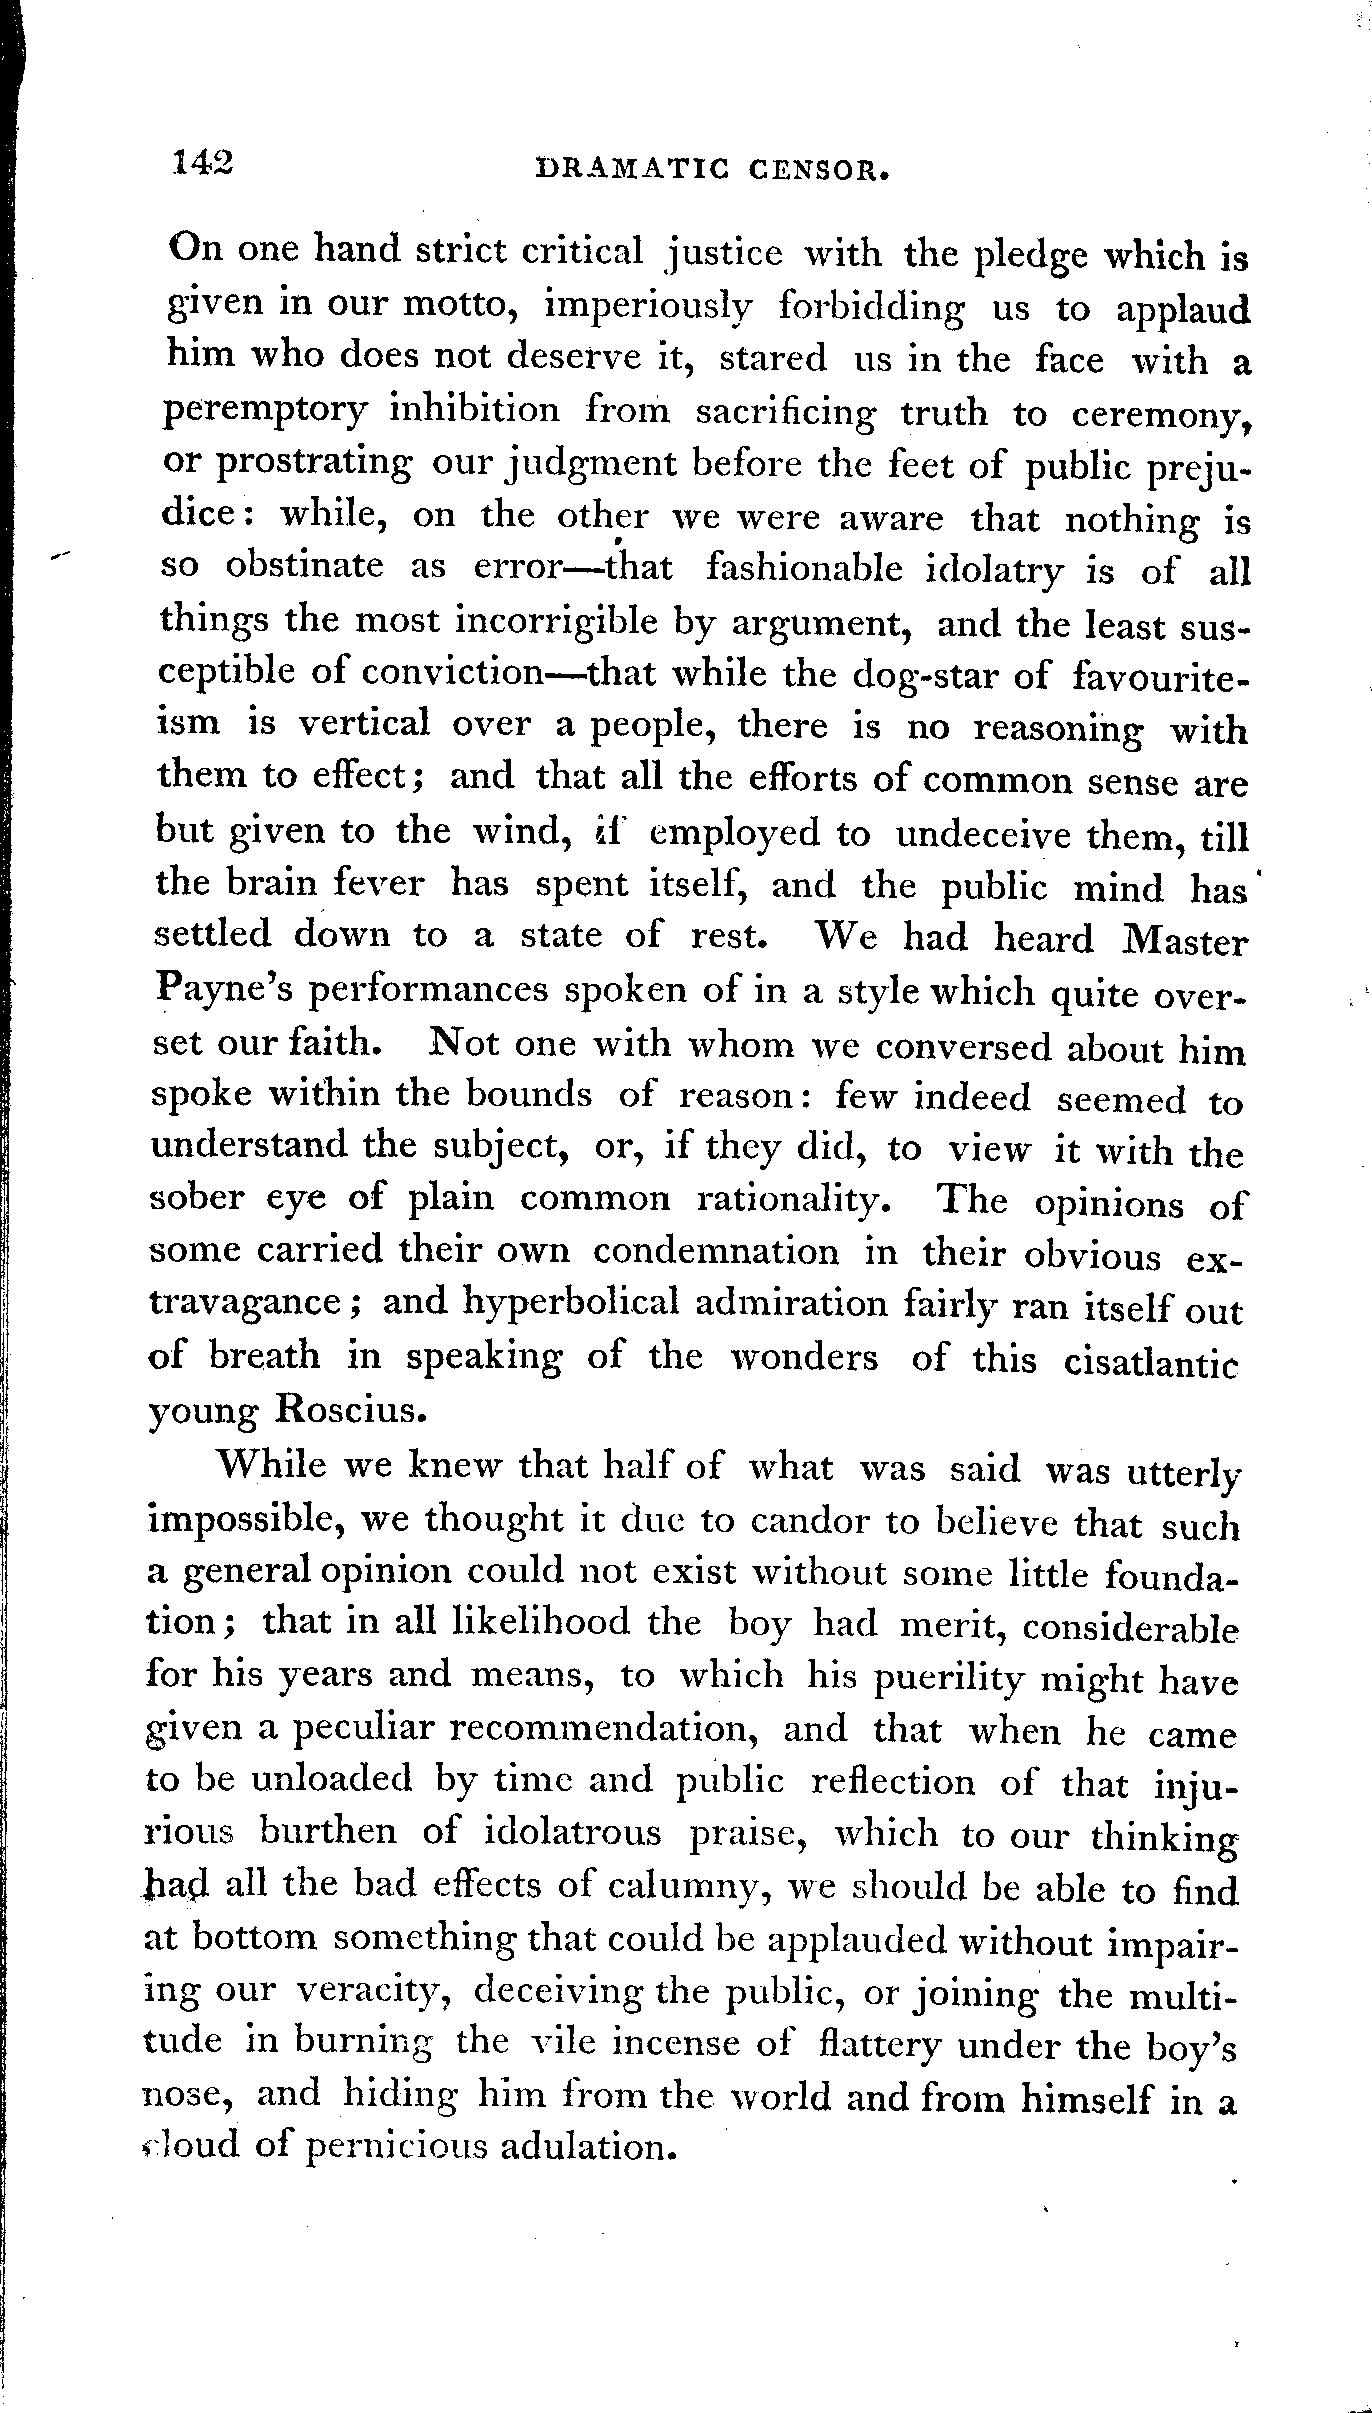 142 DRAMATIC CENSOR.
On one hand strict critical justice with the pledge which is
given in our motto, imperiously forbidding us to applaud
him who does not deserve it, stared us in the face with a
peremptory inhibition from sacrificing truth to ceremony,
or prostrating our judgment before the feet of public preju-
dice: while, on the other we were aware that nothing is
so obstinate as error—that fashionable idolatry is of all
things the most incorrigible by argument, and the least sus-
ceptible of conviction—that while the dog-star of favourite-
ism is vertical over a people, there is no reasoning with
them to effect; and that all the efforts of common sense are
but given to the wind, if employed to undeceive them, till
the brain fever has spent itself, and the public mind has
settled down to a state of rest. We had heard Master
Payne's performances spoken of in a style which quite over-
set our faith. Not one with whom we conversed about him
spoke within the bounds of reason: few indeed seemed to
understand the subject, or, if they did, to view it with the
sober eye of plain common rationality. The opinions of
some carried their own condemnation in their obvious ex-
travagance; and hyperbolical admiration fairly ran itself out
of breath in speaking of the wonders of this cisatlantic
young Roscius.
While we knew that half of what was said was utterly
impossible, we thought it due to candor to believe that such
a general opinion could not exist without some little founda-
tion; that in all likelihood the boy had merit, considerable
for his years and means, to which his puerility might have
given a peculiar recommendation, and that when he came
to be unloaded by time and public reflection of that inju-
rious burthen of idolatrous praise, which to our thinking
had all the bad effects of calumny, we should be able to find
at bottom something that could be applauded without impair-
ing our veracity, deceiving the public, or joining the multi-
tude in burning the vile incense of flattery under the boy's
nose, and hiding him from the world and from himself in a
cloud of pernicious adulation.